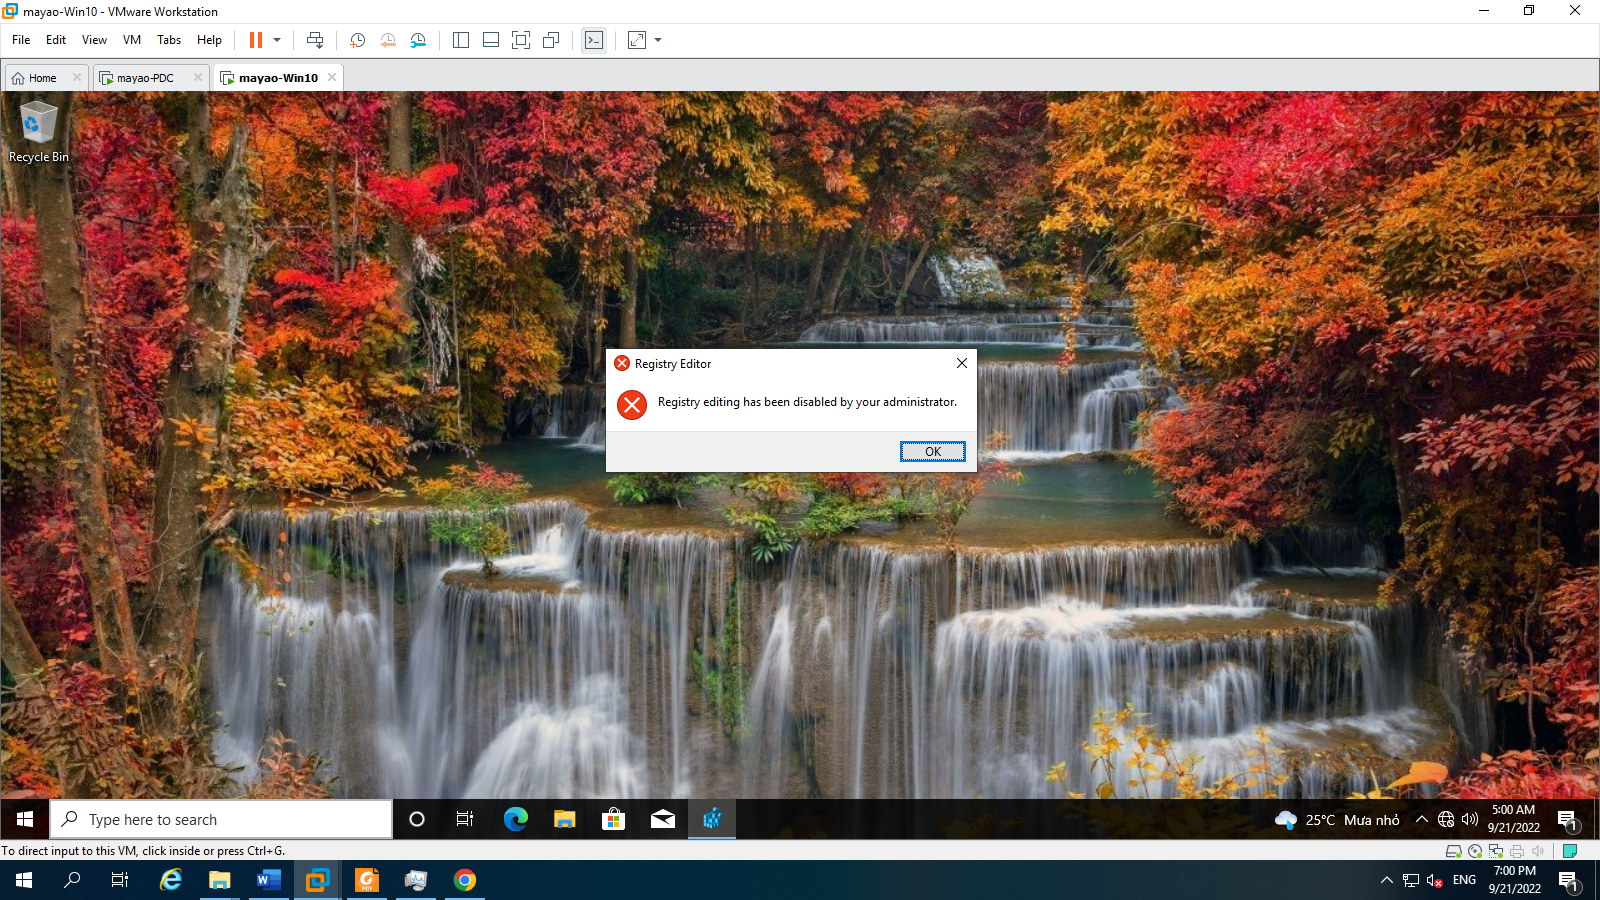 mayao-Win10 - VMware Workstation
File Edit View VM Tabs Help
Home mayao-PDC mayao-Win10
Recycle Bin
Registry Editor
Registry editing has been disabled by your administrator.
OK
Type here to search
25°C Mưa nhỏ
5:00 AM
9/21/2022
1
To direct input to this VM, click inside or press Ctrl+G.
ENG
7:00 PM
9/21/2022
1